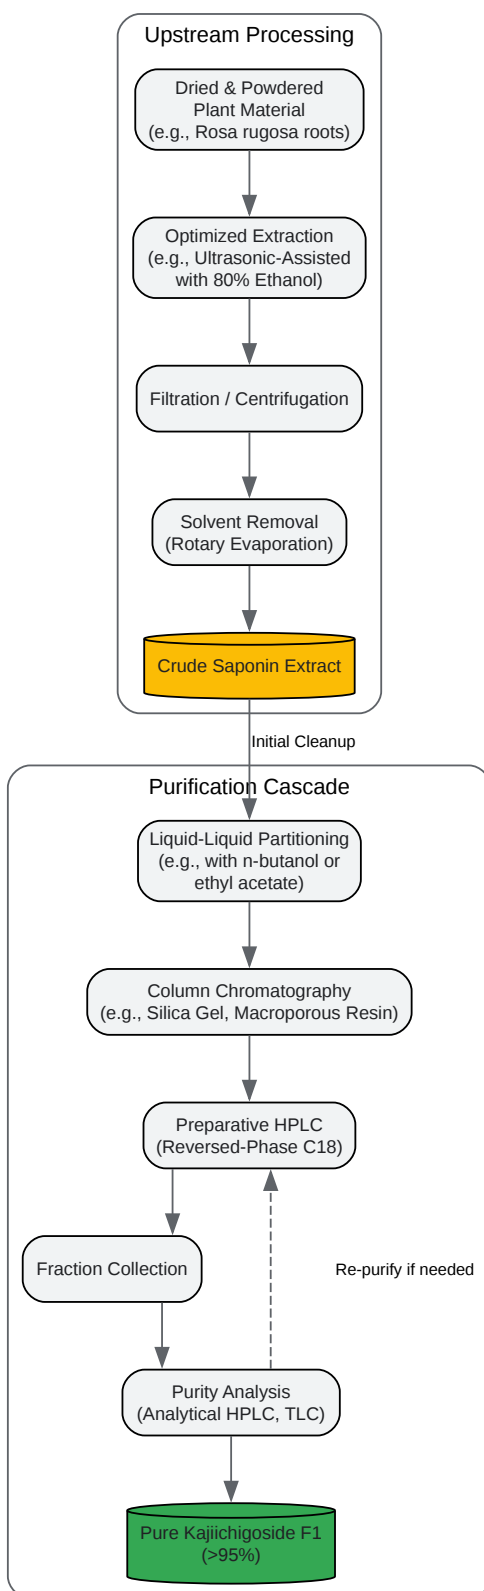 Upstream Processing
Dried & Powdered
Plant Material
(e.g., Rosa rugosa roots)
Optimized Extraction
(e.g., Ultrasonic-Assisted
with 80% Ethanol)
Filtration / Centrifugation
Solvent Removal
(Rotary Evaporation)
Crude Saponin Extract
Initial Cleanup
Purification Cascade
Liquid-Liquid Partitioning
(e.g., with n-butanol or
ethyl acetate)
Column Chromatography
(e.g., Silica Gel, Macroporous Resin)
Preparative HPLC
(Reversed-Phase C18)
Fraction Collection
Re-purify if needed
Purity Analysis
(Analytical HPLC, TLC)
Pure Kajiichigoside F1
(>95%)